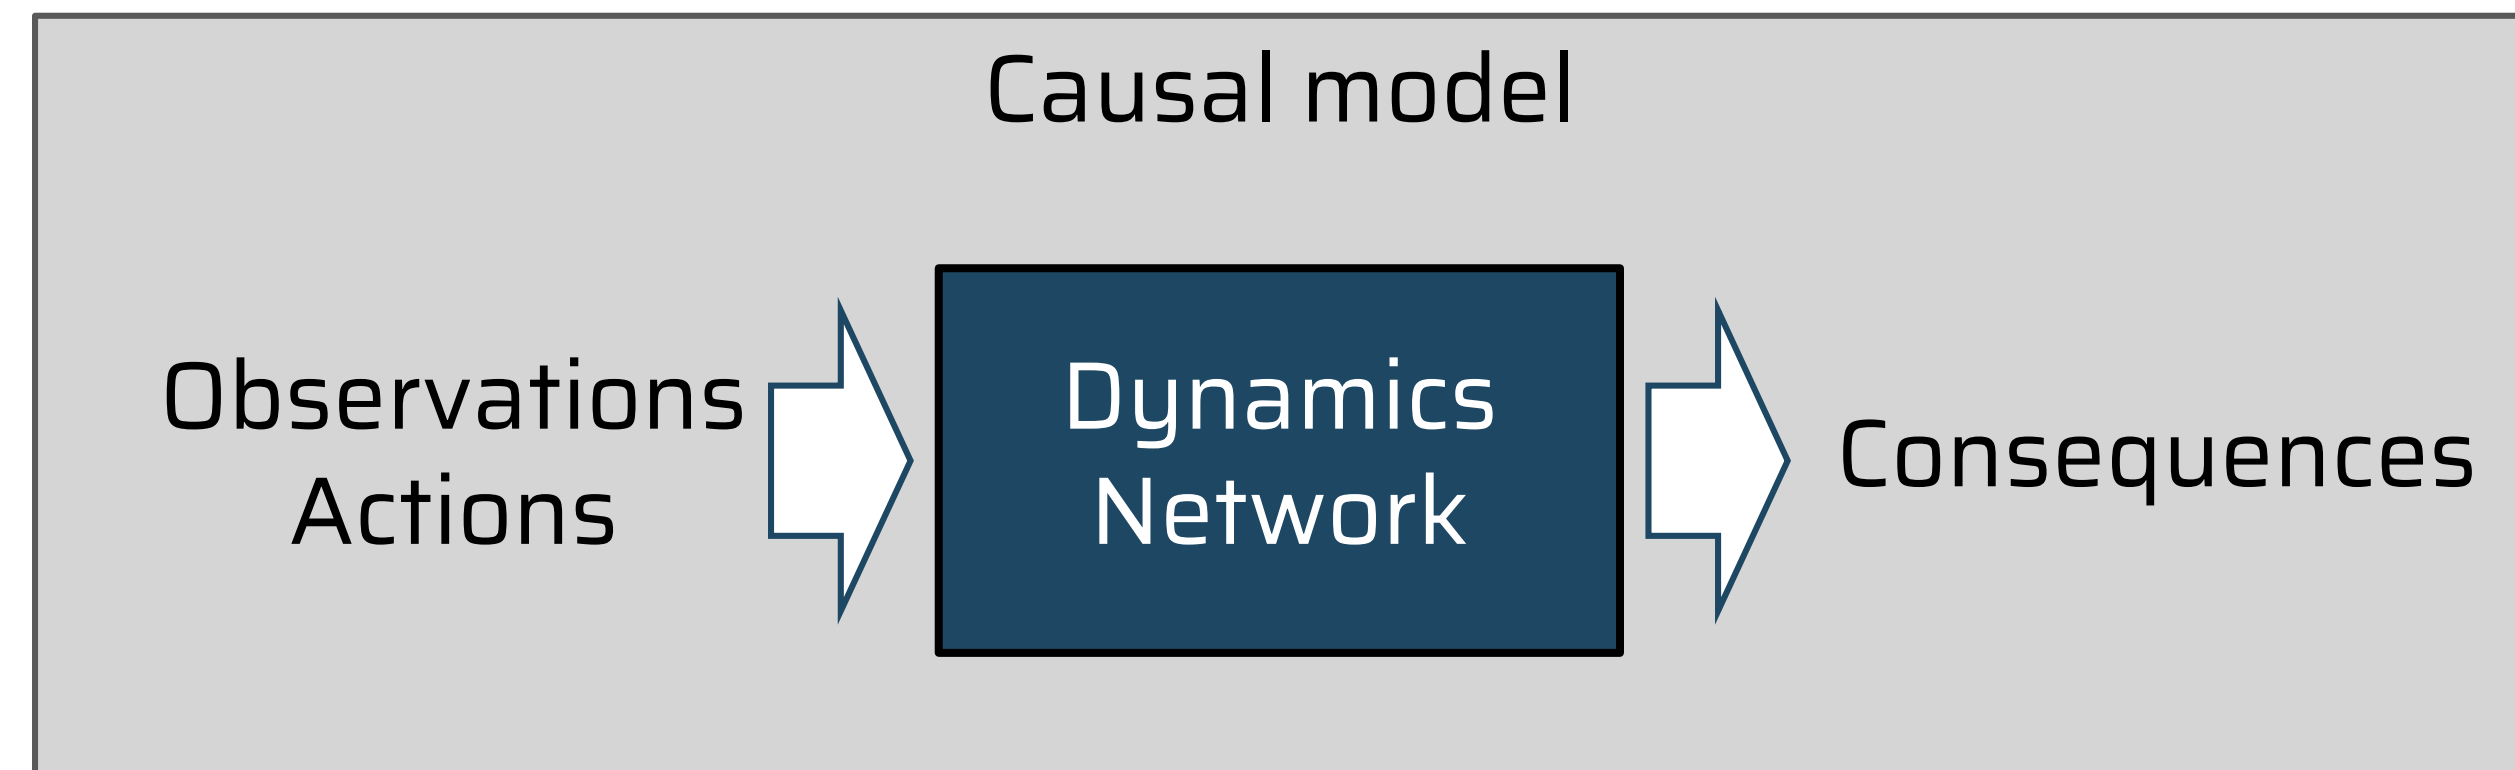 Causal model
Observations
Actions
Dynamics
Network
Consequences